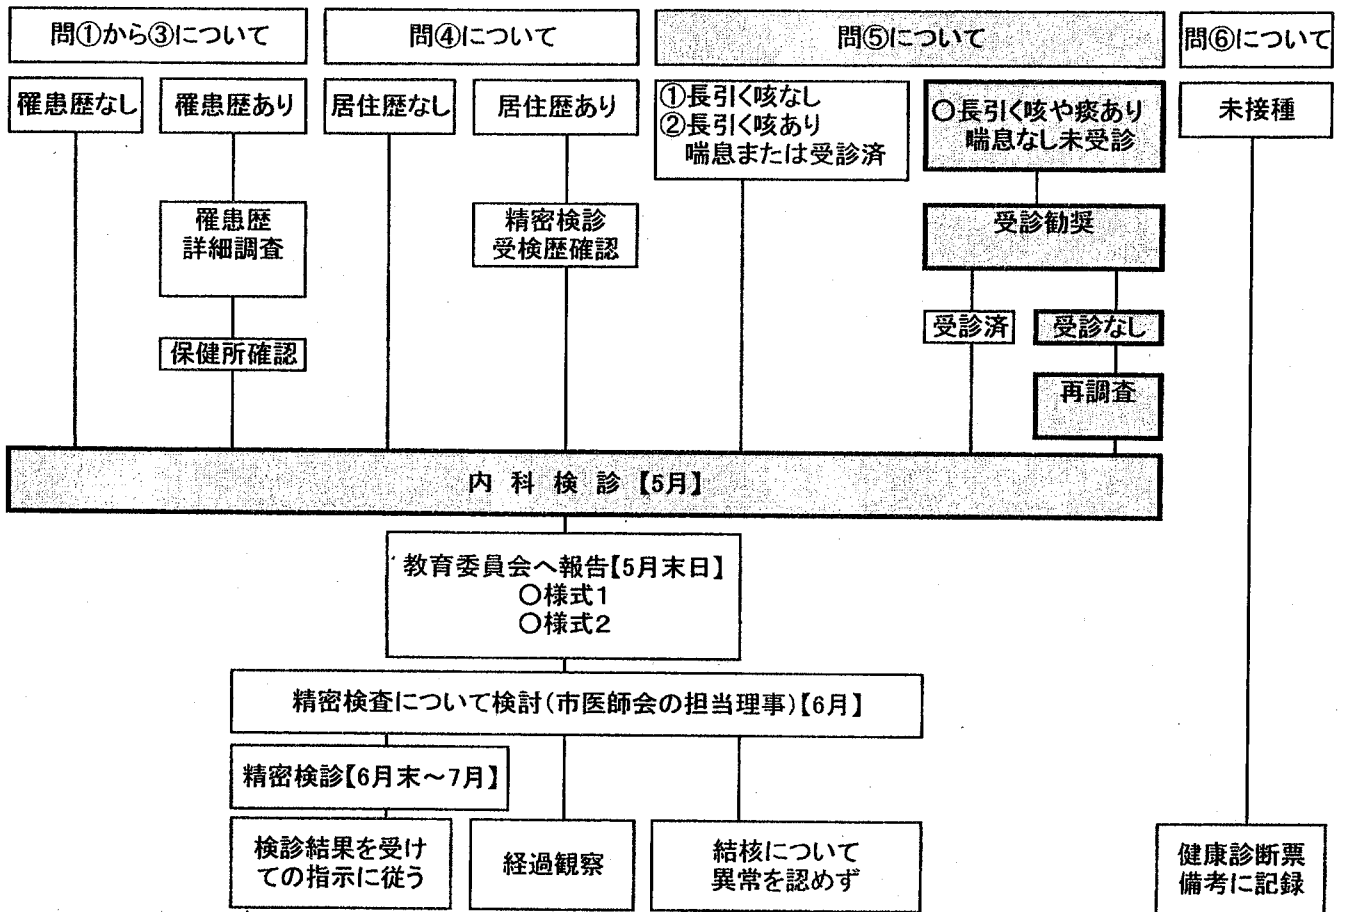 問①から③について
問④について
問⑤について
問⑥について
罹患歴なし
罹患歴あり
居住歴なし
居住歴あり
①長引く咳なし
②長引く咳あり
喘息または受診済
○長引く咳や痰あり
喘息なし未受診
未接種
罹患歴
詳細調査
精密検診
受検歴確認
受診勧奨
保健所確認
受診済
受診なし
再調査
内科検診【5月】
教育委員会へ報告【5月末日】
○様式1
○様式2
精密検査について検討(市医師会の担当理事)【6月】
精密検診【6月末～7月】
検診結果を受け
ての指示に従う
経過観察
結核について
異常を認めず
健康診断票
備考に記録